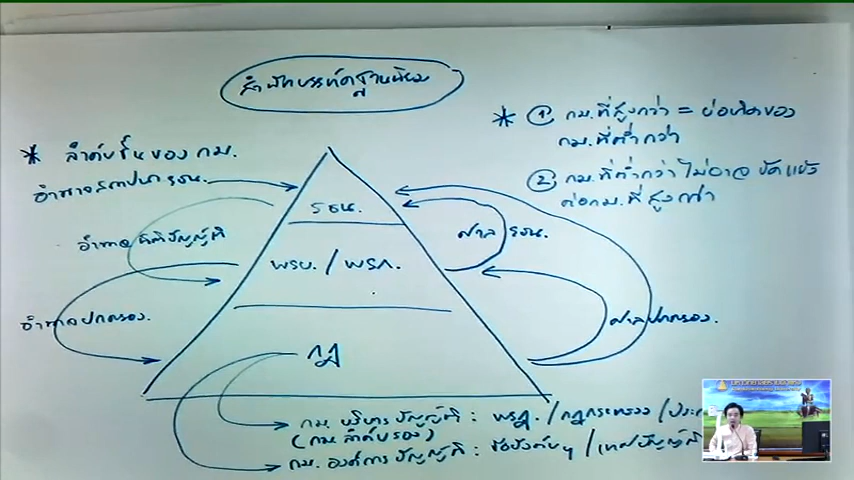 สำนักบรรทัดฐานนิยม
* ลำดับชั้นของ กม.
อำนาจสถาปนา รธน.
อำนาจนิติบัญญัติ
อำนาจปกครอง.
รธน.
พรบ. / พรก.
กฎ
ศาล รธน.
ศาลปกครอง.
* ① กม.ที่สูงกว่า = บ่อเกิดของ
กม.ที่ต่ำกว่า
② กม.ที่ต่ำกว่าไม่อาจ ขัดแย้ง
ต่อกม.ที่สูงกว่า
กม. บริหารบัญญัติ : พรฎ. / กฎกระทรวง /
(กม. ลำดับรอง)
กม. องค์การบัญญัติ : ข้อบังคับฯ / เทศบัญญัติ